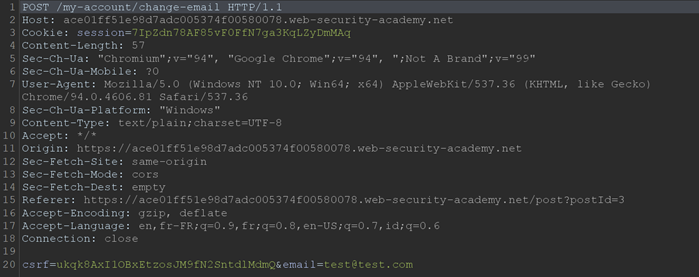 1 POST /my-account/change-email HTTP/1.1
2 Host: ace01ff51e98d7adc005374f00580078.web-security-academy.net
3 Cookie: session=7IpZdn78AF85vF0FfN7ga3KqLZyDmMAq
4 Content-Length: 57
5 Sec-Ch-Ua: "Chromium";v="94", "Google Chrome";v="94", ";Not A Brand";v="99"
6 Sec-Ch-Ua-Mobile: ?0
7 User-Agent: Mozilla/5.0 (Windows NT 10.0; Win64; x64) AppleWebKit/537.36 (KHTML, like Gecko)
Chrome/94.0.4606.81 Safari/537.36
8 Sec-Ch-Ua-Platform: "Windows"
9 Content-Type: text/plain;charset=UTF-8
10 Accept: */*
11 Origin: https://ace01ff51e98d7adc005374f00580078.web-security-academy.net
12 Sec-Fetch-Site: same-origin
13 Sec-Fetch-Mode: cors
14 Sec-Fetch-Dest: empty
15 Referer: https://ace01ff51e98d7adc005374f00580078.web-security-academy.net/post?postId=3
16 Accept-Encoding: gzip, deflate
17 Accept-Language: en,fr-FR;q=0.9,fr;q=0.8,en-US;q=0.7,id;q=0.6
18 Connection: close
19
20 csrf=ukqk8AxI1OBxEtzosJM9fN2SntdlMdmQ&email=test@test.com